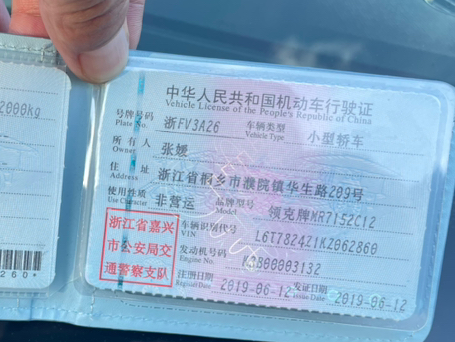 2000kg
中华人民共和国机动车行驶证
Vehicle License of the People's Republic of China
号牌号码 浙FV3A26 车辆类型 小型轿车
Plate No. Vehicle Type
所有人 张媛
Owner
住址 浙江省桐乡市濮院镇华生路209号
Address
使用性质 非营运 品牌型号 领克牌MR7152C12
Use Character Model
浙江省嘉兴
市公安局交
通警察支队
车辆识别代号 L6T78Z4Z1KZ062860
VIN
发动机号码
Engine No.
注册日期 2019-06-12 发证日期 2019-06-12
Register Date Issue Date
260*